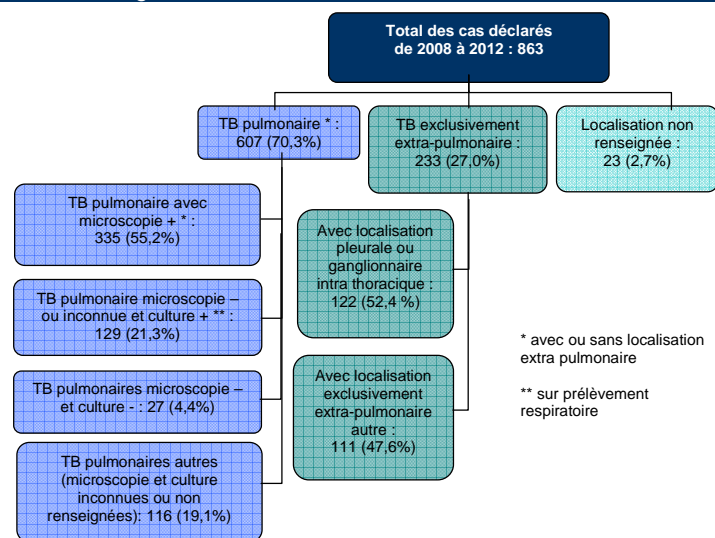 Total des cas déclarés
de 2008 à 2012 : 863
TB pulmonaire * :
607 (70,3%)
TB exclusivement
extra-pulmonaire :
233 (27,0%)
Localisation non
renseignée :
23 (2,7%)
TB pulmonaire avec
microscopie + * :
335 (55,2%)
TB pulmonaire microscopie –
ou inconnue et culture + ** :
129 (21,3%)
TB pulmonaires microscopie –
et culture - : 27 (4,4%)
TB pulmonaires autres
(microscopie et culture
inconnues ou non
renseignées): 116 (19,1%)
Avec localisation
pleurale ou
ganglionnaire
intra thoracique :
122 (52,4 %)
Avec localisation
exclusivement
extra-pulmonaire
autre :
111 (47,6%)
* avec ou sans localisation
extra pulmonaire
** sur prélèvement
respiratoire